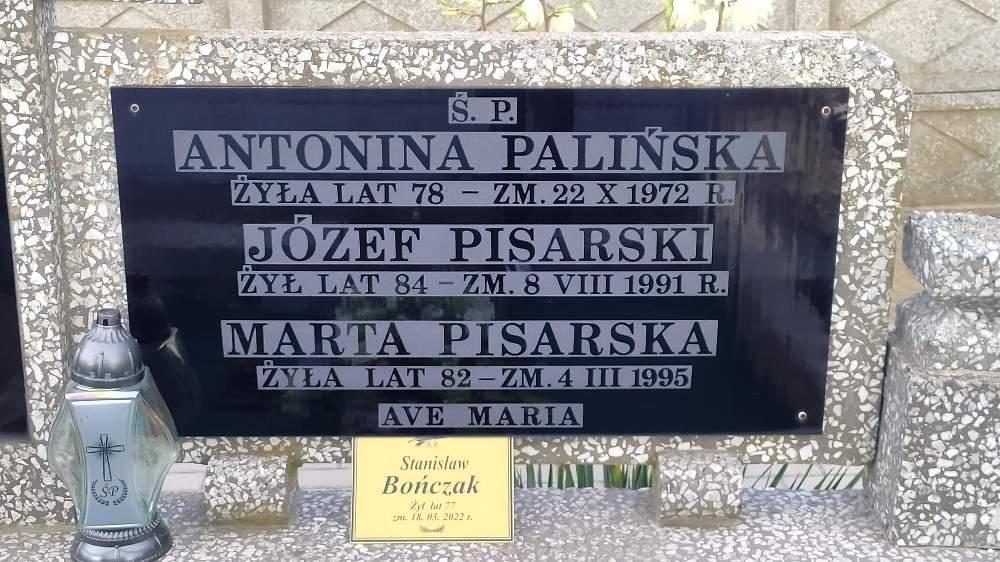 Ś. P.
ANTONINA PALIŃSKA
ŻYŁA LAT 78 – ZM. 22 X 1972 R.
JÓZEF PISARSKI
ŻYŁ LAT 84 – ZM. 8 VIII 1991 R.
MARTA PISARSKA
ŻYŁA LAT 82 – ZM. 4 III 1995
AVE MARIA
Stanisław
Bończak
Żył lat 77
zm. 18. 03. 2022 r.
ŚP